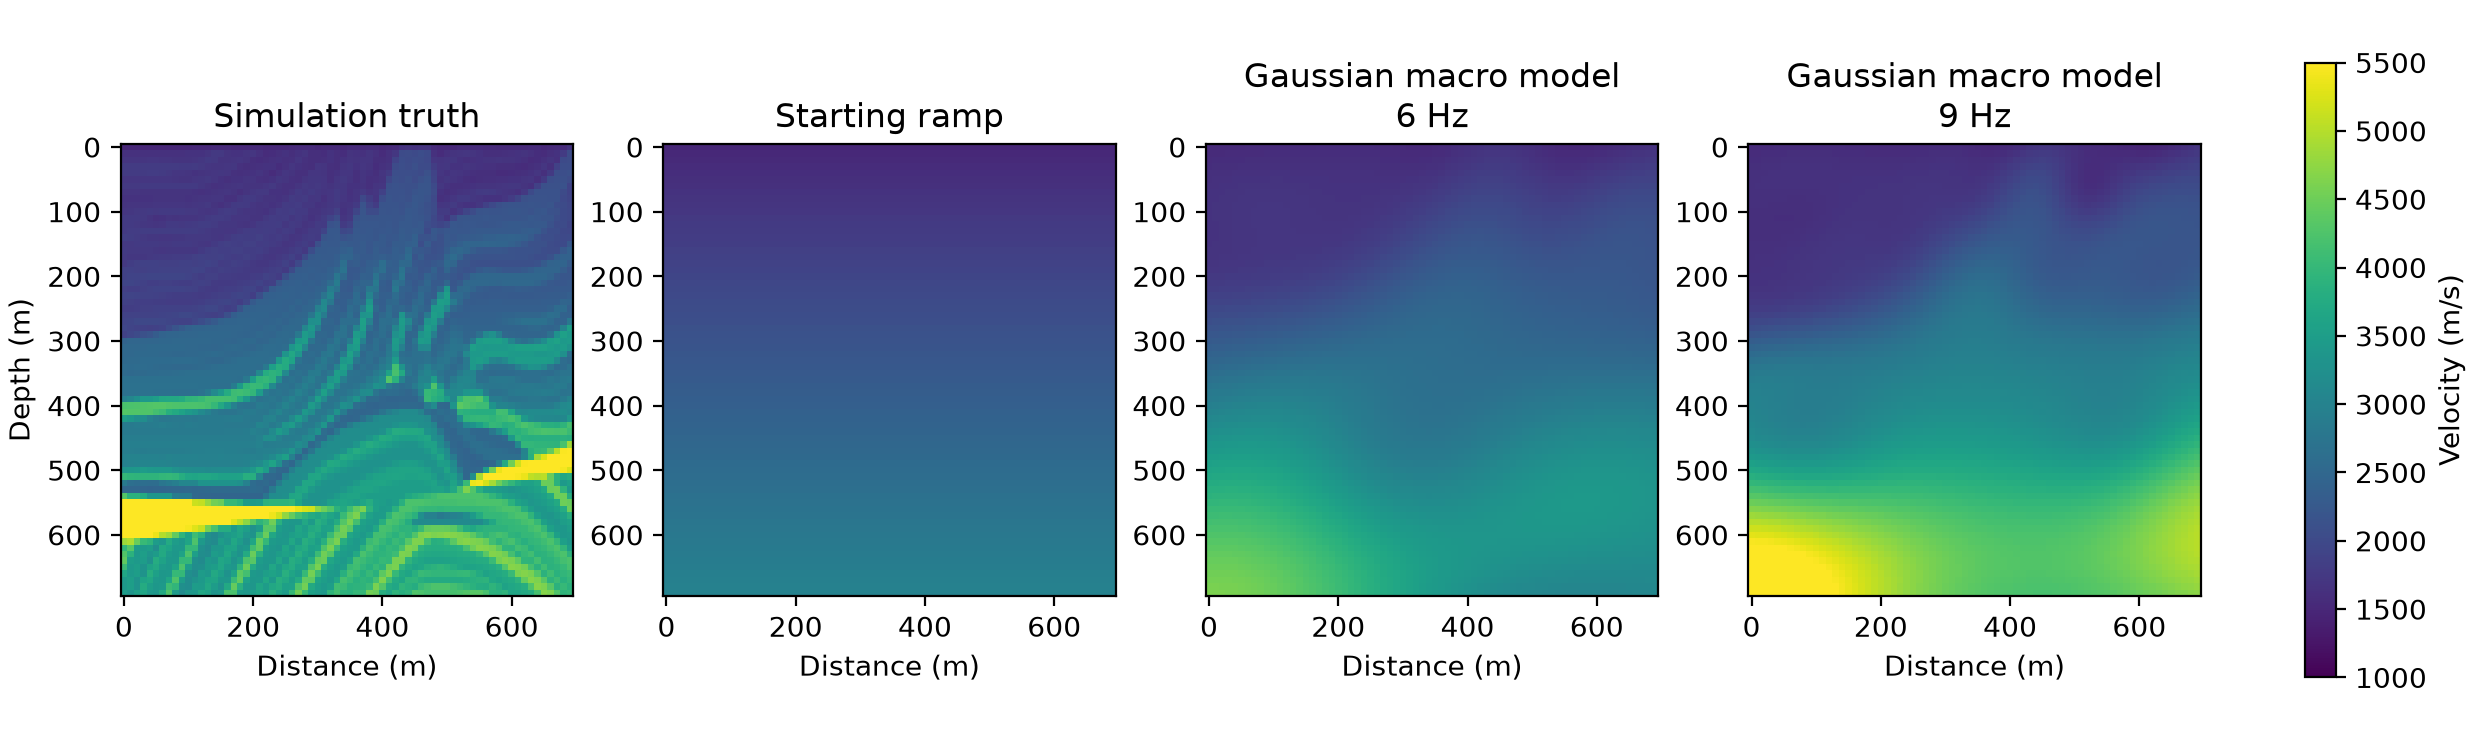 Simulation truth
Starting ramp
Gaussian macro model
6 Hz
Gaussian macro model
9 Hz
Depth (m)
0
100
200
300
400
500
600
0 200 400 600
Distance (m)
0
100
200
300
400
500
600
0 200 400 600
Distance (m)
0
100
200
300
400
500
600
0 200 400 600
Distance (m)
0
100
200
300
400
500
600
0 200 400 600
Distance (m)
5500
5000
4500
4000
3500
3000
2500
2000
1500
1000
Velocity (m/s)